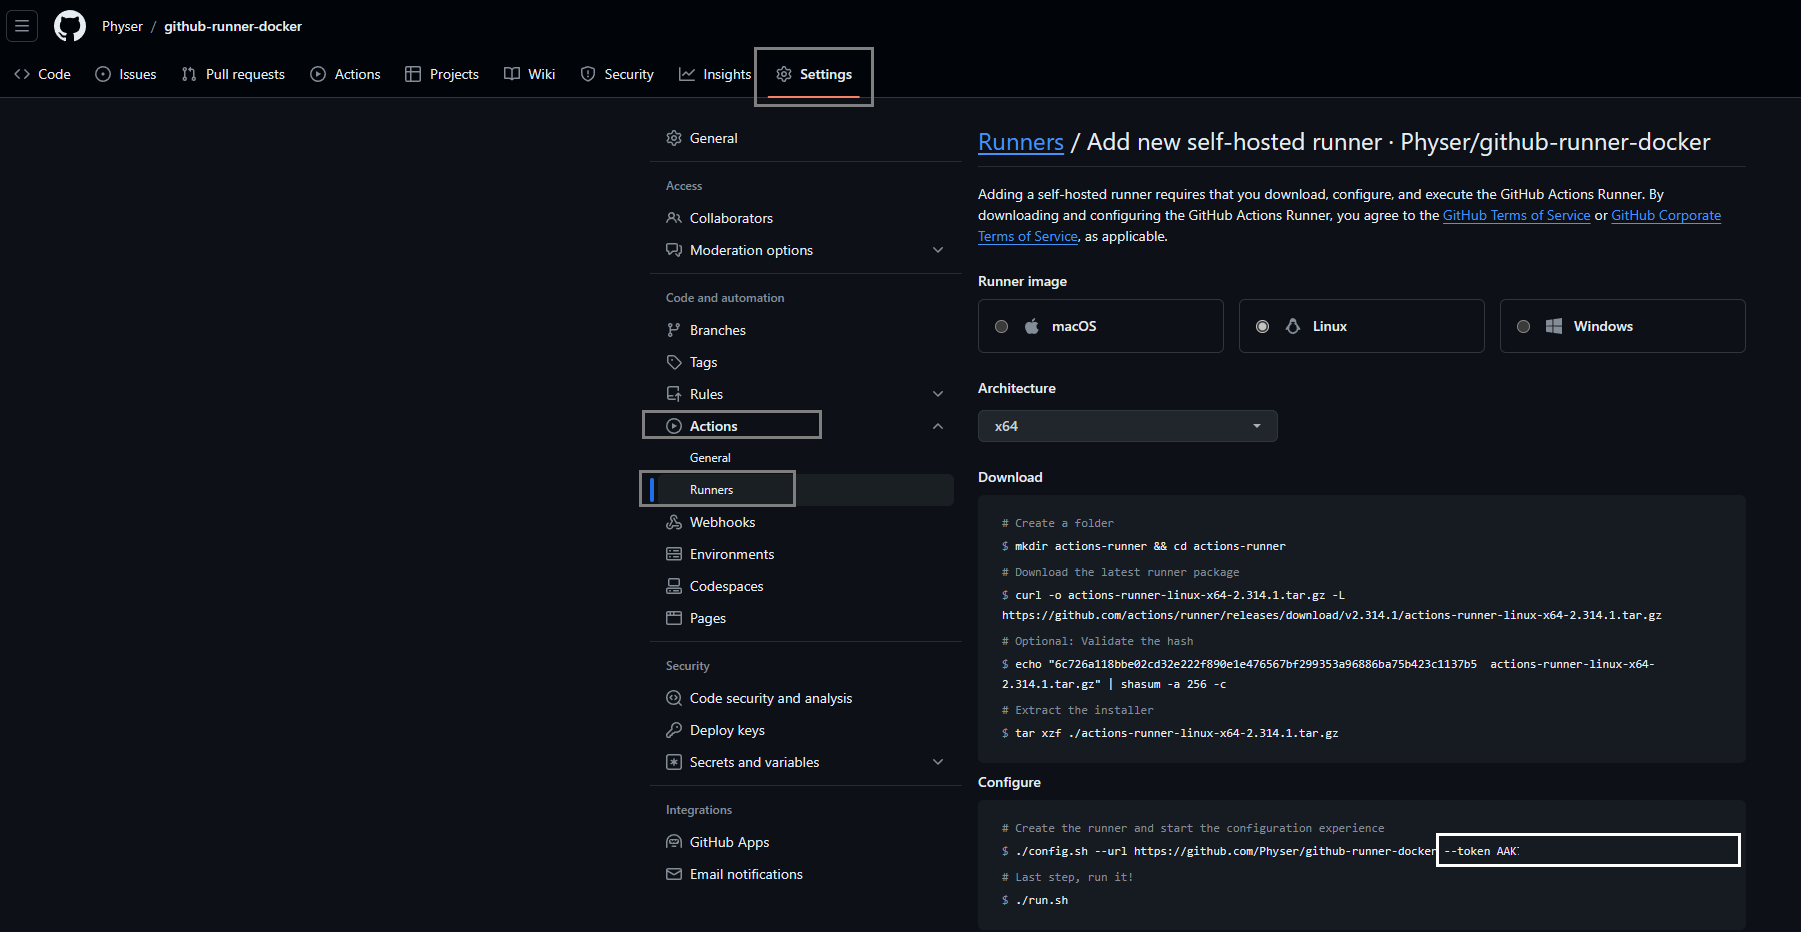 Physer / github-runner-docker
Code Issues Pull requests Actions Projects Wiki Security Insights Settings
General
Access
Collaborators
Moderation options
Code and automation
Branches
Tags
Rules
Actions
General
Runners
Webhooks
Environments
Codespaces
Pages
Security
Code security and analysis
Deploy keys
Secrets and variables
Integrations
GitHub Apps
Email notifications
Runners / Add new self-hosted runner · Physer/github-runner-docker
Adding a self-hosted runner requires that you download, configure, and execute the GitHub Actions Runner. By
downloading and configuring the GitHub Actions Runner, you agree to the GitHub Terms of Service or GitHub Corporate
Terms of Service, as applicable.
Runner image
macOS Linux Windows
Architecture
x64
Download
# Create a folder
$ mkdir actions-runner && cd actions-runner
# Download the latest runner package
$ curl -o actions-runner-linux-x64-2.314.1.tar.gz -L
https://github.com/actions/runner/releases/download/v2.314.1/actions-runner-linux-x64-2.314.1.tar.gz
# Optional: Validate the hash
$ echo "6c726a118bbe02cd32e222f890e1e476567bf299353a96886ba75b423c1137b5  actions-runner-linux-x64-
2.314.1.tar.gz" | shasum -a 256 -c
# Extract the installer
$ tar xzf ./actions-runner-linux-x64-2.314.1.tar.gz
Configure
# Create the runner and start the configuration experience
$ ./config.sh --url https://github.com/Physer/github-runner-docker --token AAK
# Last step, run it!
$ ./run.sh